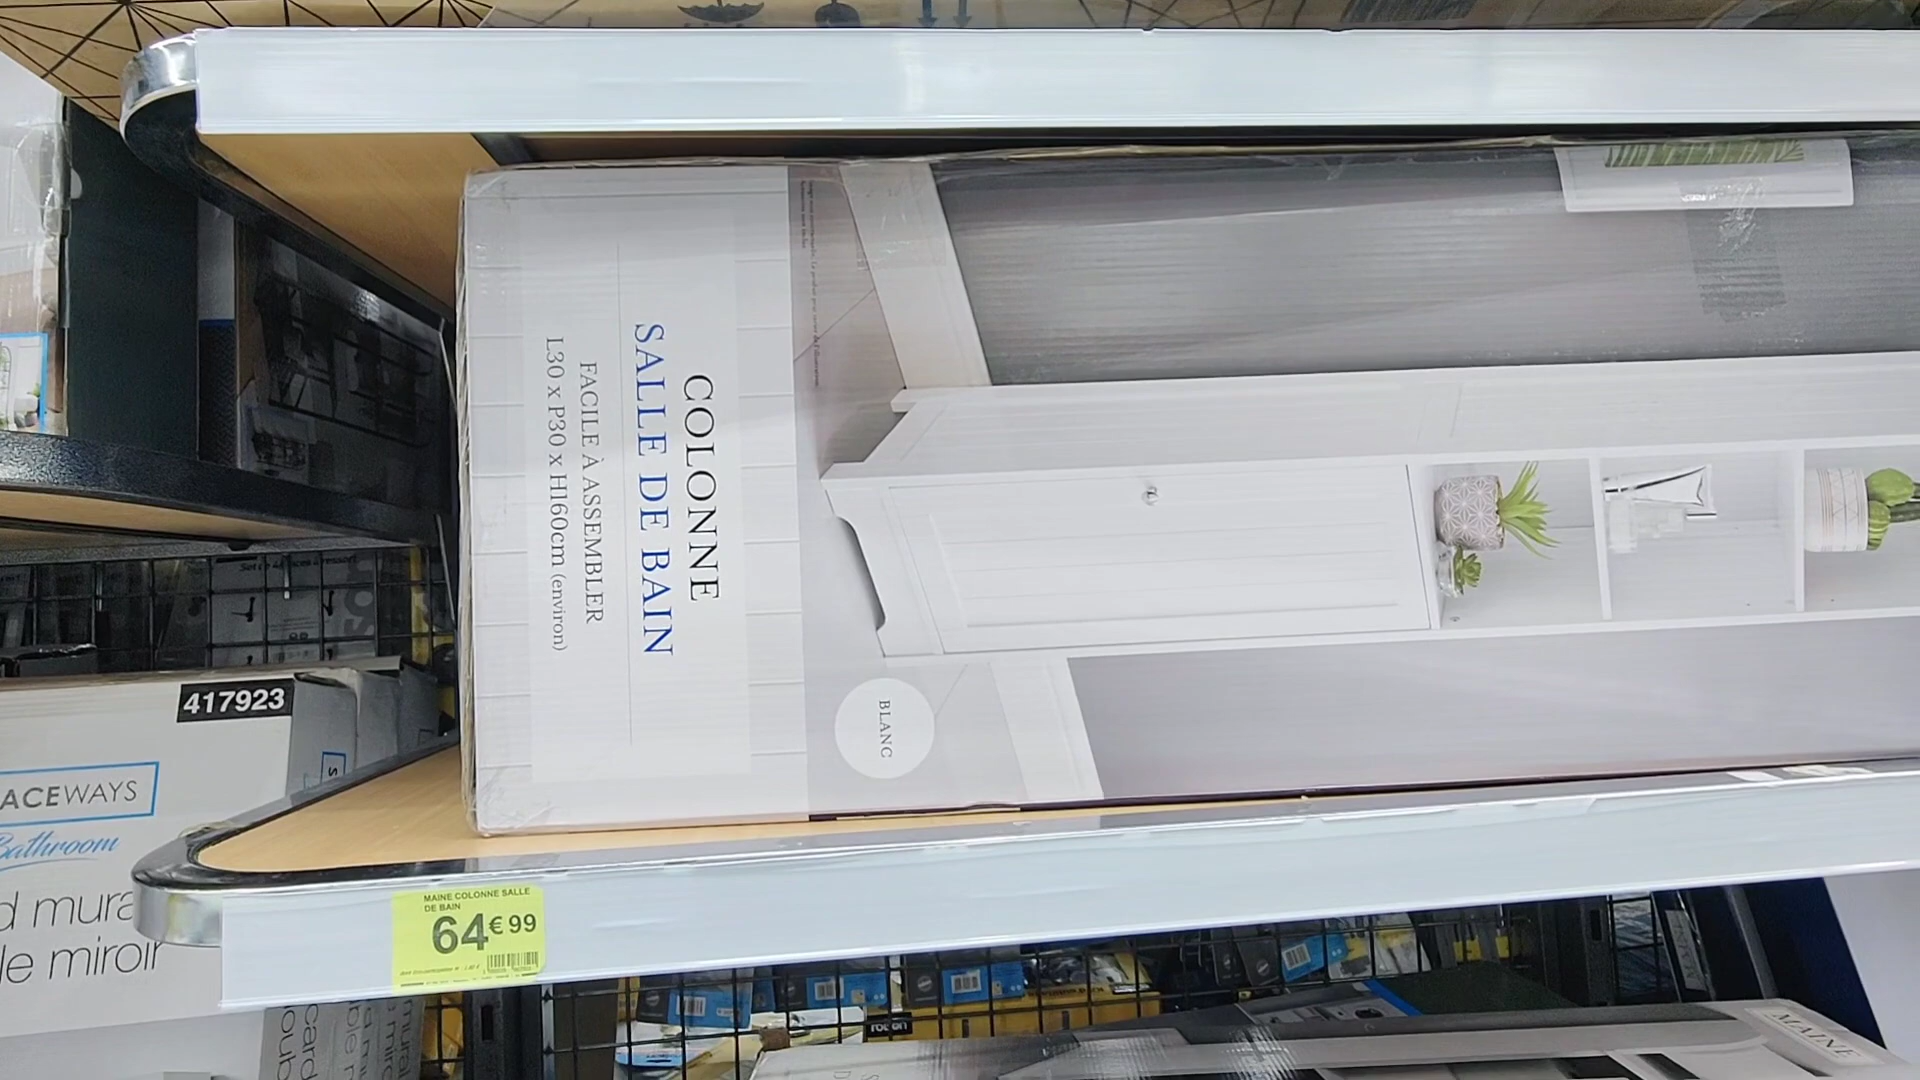 COLONNE
SALLE DE BAIN
FACILE À ASSEMBLER
L30 x P30 x H160cm (environ)
BLANC
417923
ACEWAYS
Bathroom
d mura
le miroir
MAINE COLONNE SALLE
DE BAIN
64€99
MAINE